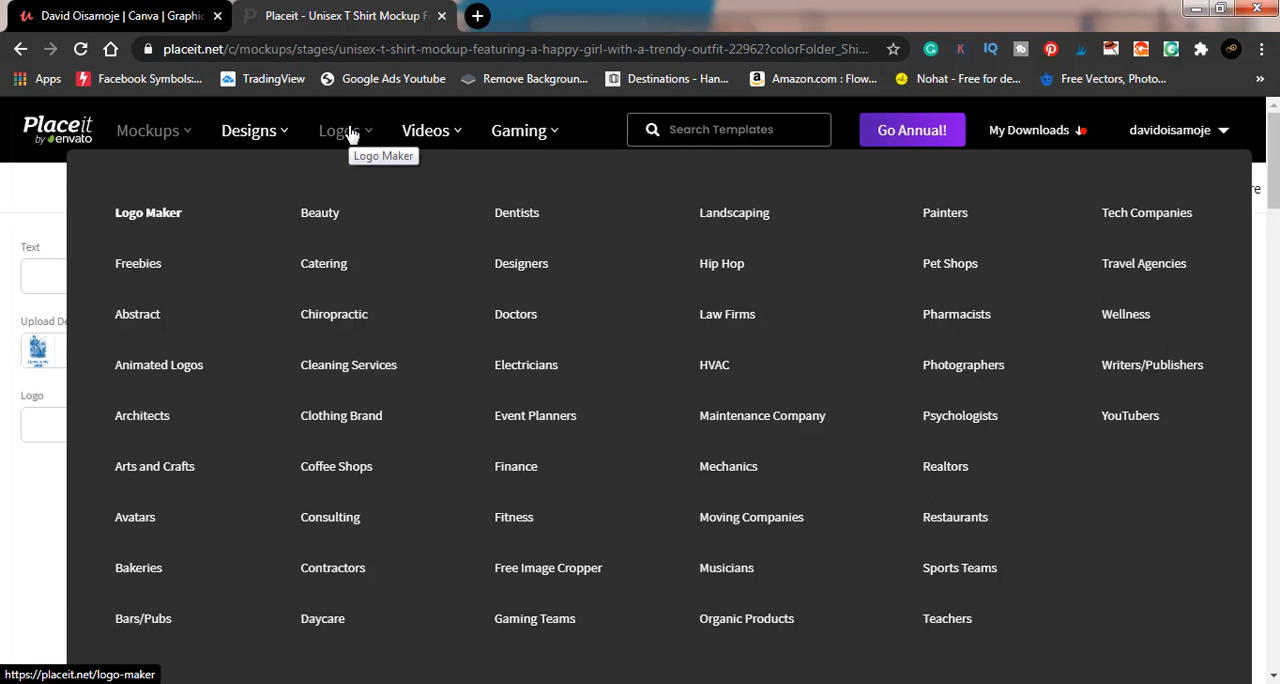 David Oisamoje | Canva | Graphic
Placeit - Unisex T Shirt Mockup F
placeit.net/c/mockups/stages/unisex-t-shirt-mockup-featuring-a-happy-girl-with-a-trendy-outfit-22962?colorFolder_Shi...
Apps Facebook Symbols:... TradingView Google Ads Youtube Remove Backgroun... Destinations - Han... Amazon.com : Flow... Nohat - Free for de... Free Vectors, Photo... »
Placeit by envato
Mockups Designs Logos Videos Gaming Search Templates Go Annual! My Downloads davidoisamoje
Logo Maker
Logo Maker Beauty Dentists Landscaping Painters Tech Companies
Text
Freebies Catering Designers Hip Hop Pet Shops Travel Agencies
Abstract Chiropractic Doctors Law Firms Pharmacists Wellness
Upload De
Animated Logos Cleaning Services Electricians HVAC Photographers Writers/Publishers
Logo
Architects Clothing Brand Event Planners Maintenance Company Psychologists YouTubers
Arts and Crafts Coffee Shops Finance Mechanics Realtors
Avatars Consulting Fitness Moving Companies Restaurants
Bakeries Contractors Free Image Cropper Musicians Sports Teams
Bars/Pubs Daycare Gaming Teams Organic Products Teachers
https://placeit.net/logo-maker